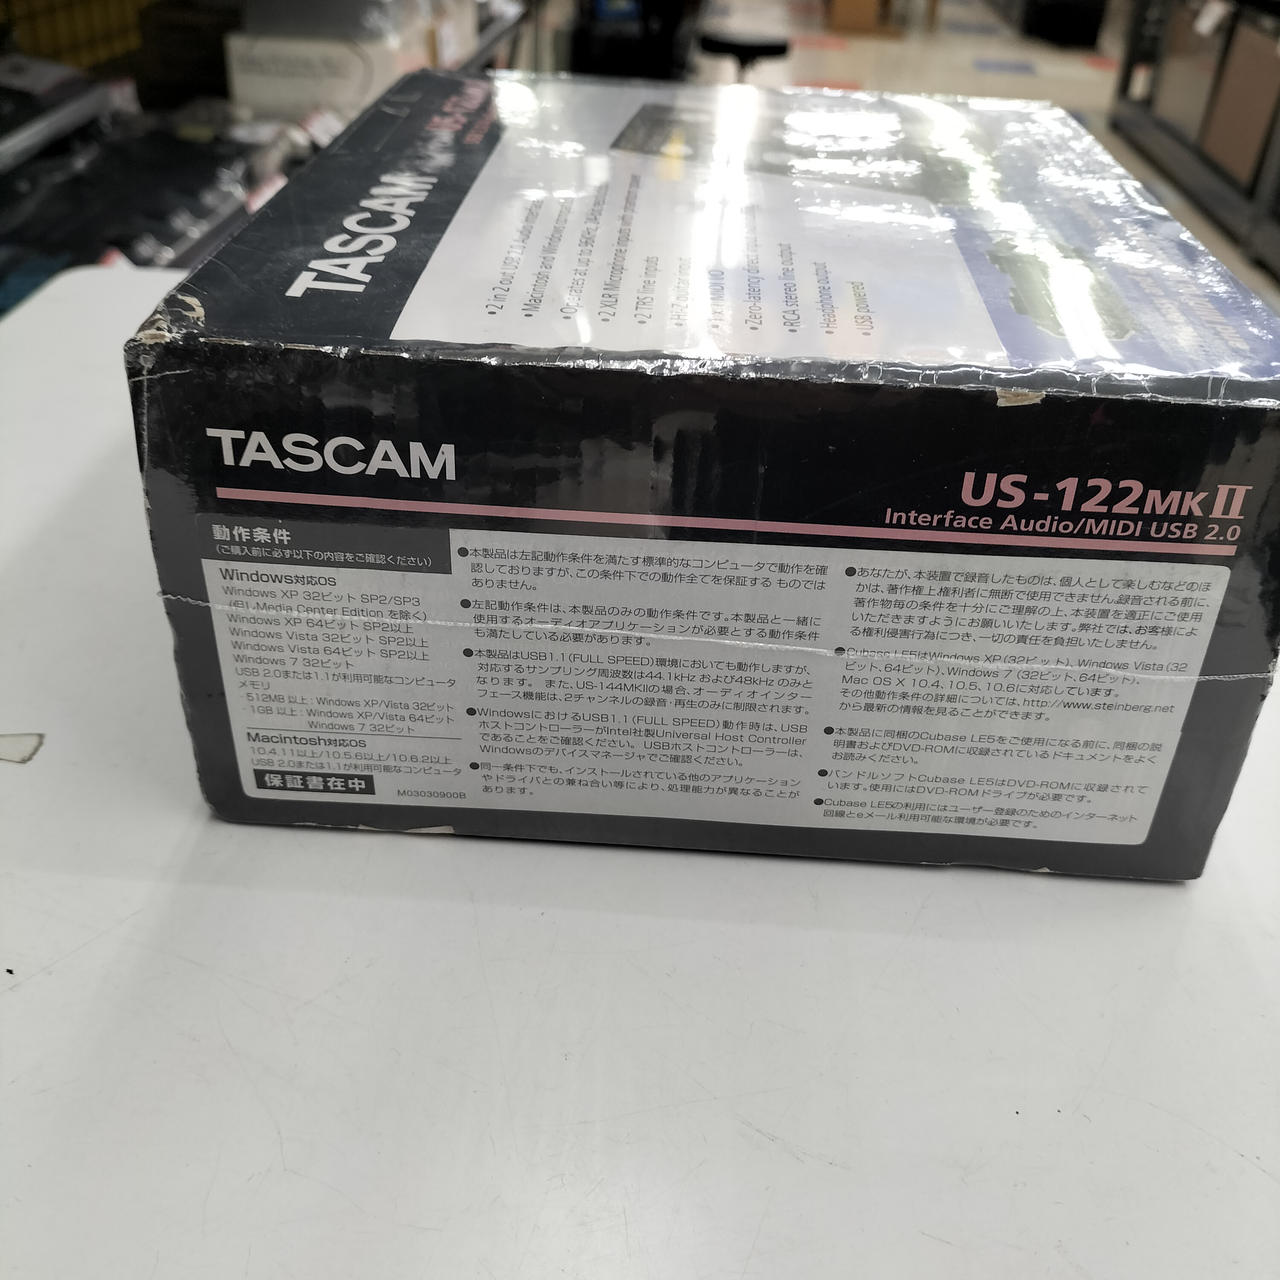 TASCAM
•2 in 2 out USB 2.0 Audio
•Macintosh and Windows
•2 XLR Microphone inputs with phantom power
•2 TRS line inputs
•Zero-latency direct
•RCA stereo line output
•Headphone output
•USB powered
TASCAM
US-122MKII
Interface Audio/MIDI USB 2.0
動作条件
(ご購入前に必ず以下の内容をご確認ください)
Windows対応OS
Windows XP 32ビット SP2/SP3
(但し Media Center Edition を除く)
Windows XP 64ビット SP2以上
Windows Vista 32ビット SP2以上
Windows Vista 64ビット SP2以上
Windows 7 32ビット
USB 2.0または1.1が利用可能なコンピュータ
メモリ
・512MB 以上 : Windows XP/Vista 32ビット
・1GB 以上 : Windows XP/Vista 64ビット
Windows 7 32ビット
Macintosh対応OS
10.4.11以上/10.5.6以上/10.6.2以上
USB 2.0または1.1が利用可能なコンピュータ
保証書在中
M03030900B
●本製品は左記動作条件を満たす標準的なコンピュータで動作を確
認しておりますが、この条件下での動作全てを保証する ものでは
ありません。
●左記動作条件は、本製品のみの動作条件です。本製品と一緒に
使用するオーディオアプリケーションが必要とする動作条件
も満たしている必要があります。
●本製品はUSB1.1(FULL SPEED)環境においても動作しますが、
対応するサンプリング周波数は44.1kHz および48kHz のみと
なります。 また、US-144MKIIの場合、オーディオインター
フェース機能は、2チャンネルの録音・再生のみに制限されます。
●WindowsにおけるUSB1.1 (FULL SPEED) 動作時は、USB
ホストコントローラーがIntel社製Universal Host Controller
であることをご確認ください。 USBホストコントローラーは、
Windowsのデバイスマネージャでご確認ください。
●同一条件下でも、インストールされている他のアプリケーション
やドライバとの兼ね合い等により、処理能力が異なることが
あります。
●あなたが、本装置で録音したものは、個人として楽しむなどのほ
かは、著作権上権利者に無断で使用できません。録音される前に、
著作物毎の条件を十分にご理解の上、本装置を適正にご使用
いただきますようにお願いいたします。弊社では、お客様によ
る権利侵害行為につき、一切の責任を負担いたしません。
●Cubase LE5はWindows XP (32ビット)、Windows Vista (32
ビット、64ビット)、Windows 7 (32ビット、64ビット)、
Mac OS X 10.4、10.5、10.6に対応しています。
その他動作条件の詳細については、http://www.steinberg.net
から最新の情報を見ることができます。
●本製品に同梱のCubase LE5をご使用になる前に、同梱の説
明書およびDVD-ROMに収録されているドキュメントをよく
お読みください。
●バンドルソフトCubase LE5はDVD-ROMに収録されて
います。使用にはDVD-ROMドライブが必要です。
●Cubase LE5の利用にはユーザー登録のためのインターネット
回線とeメール利用可能な環境が必要です。